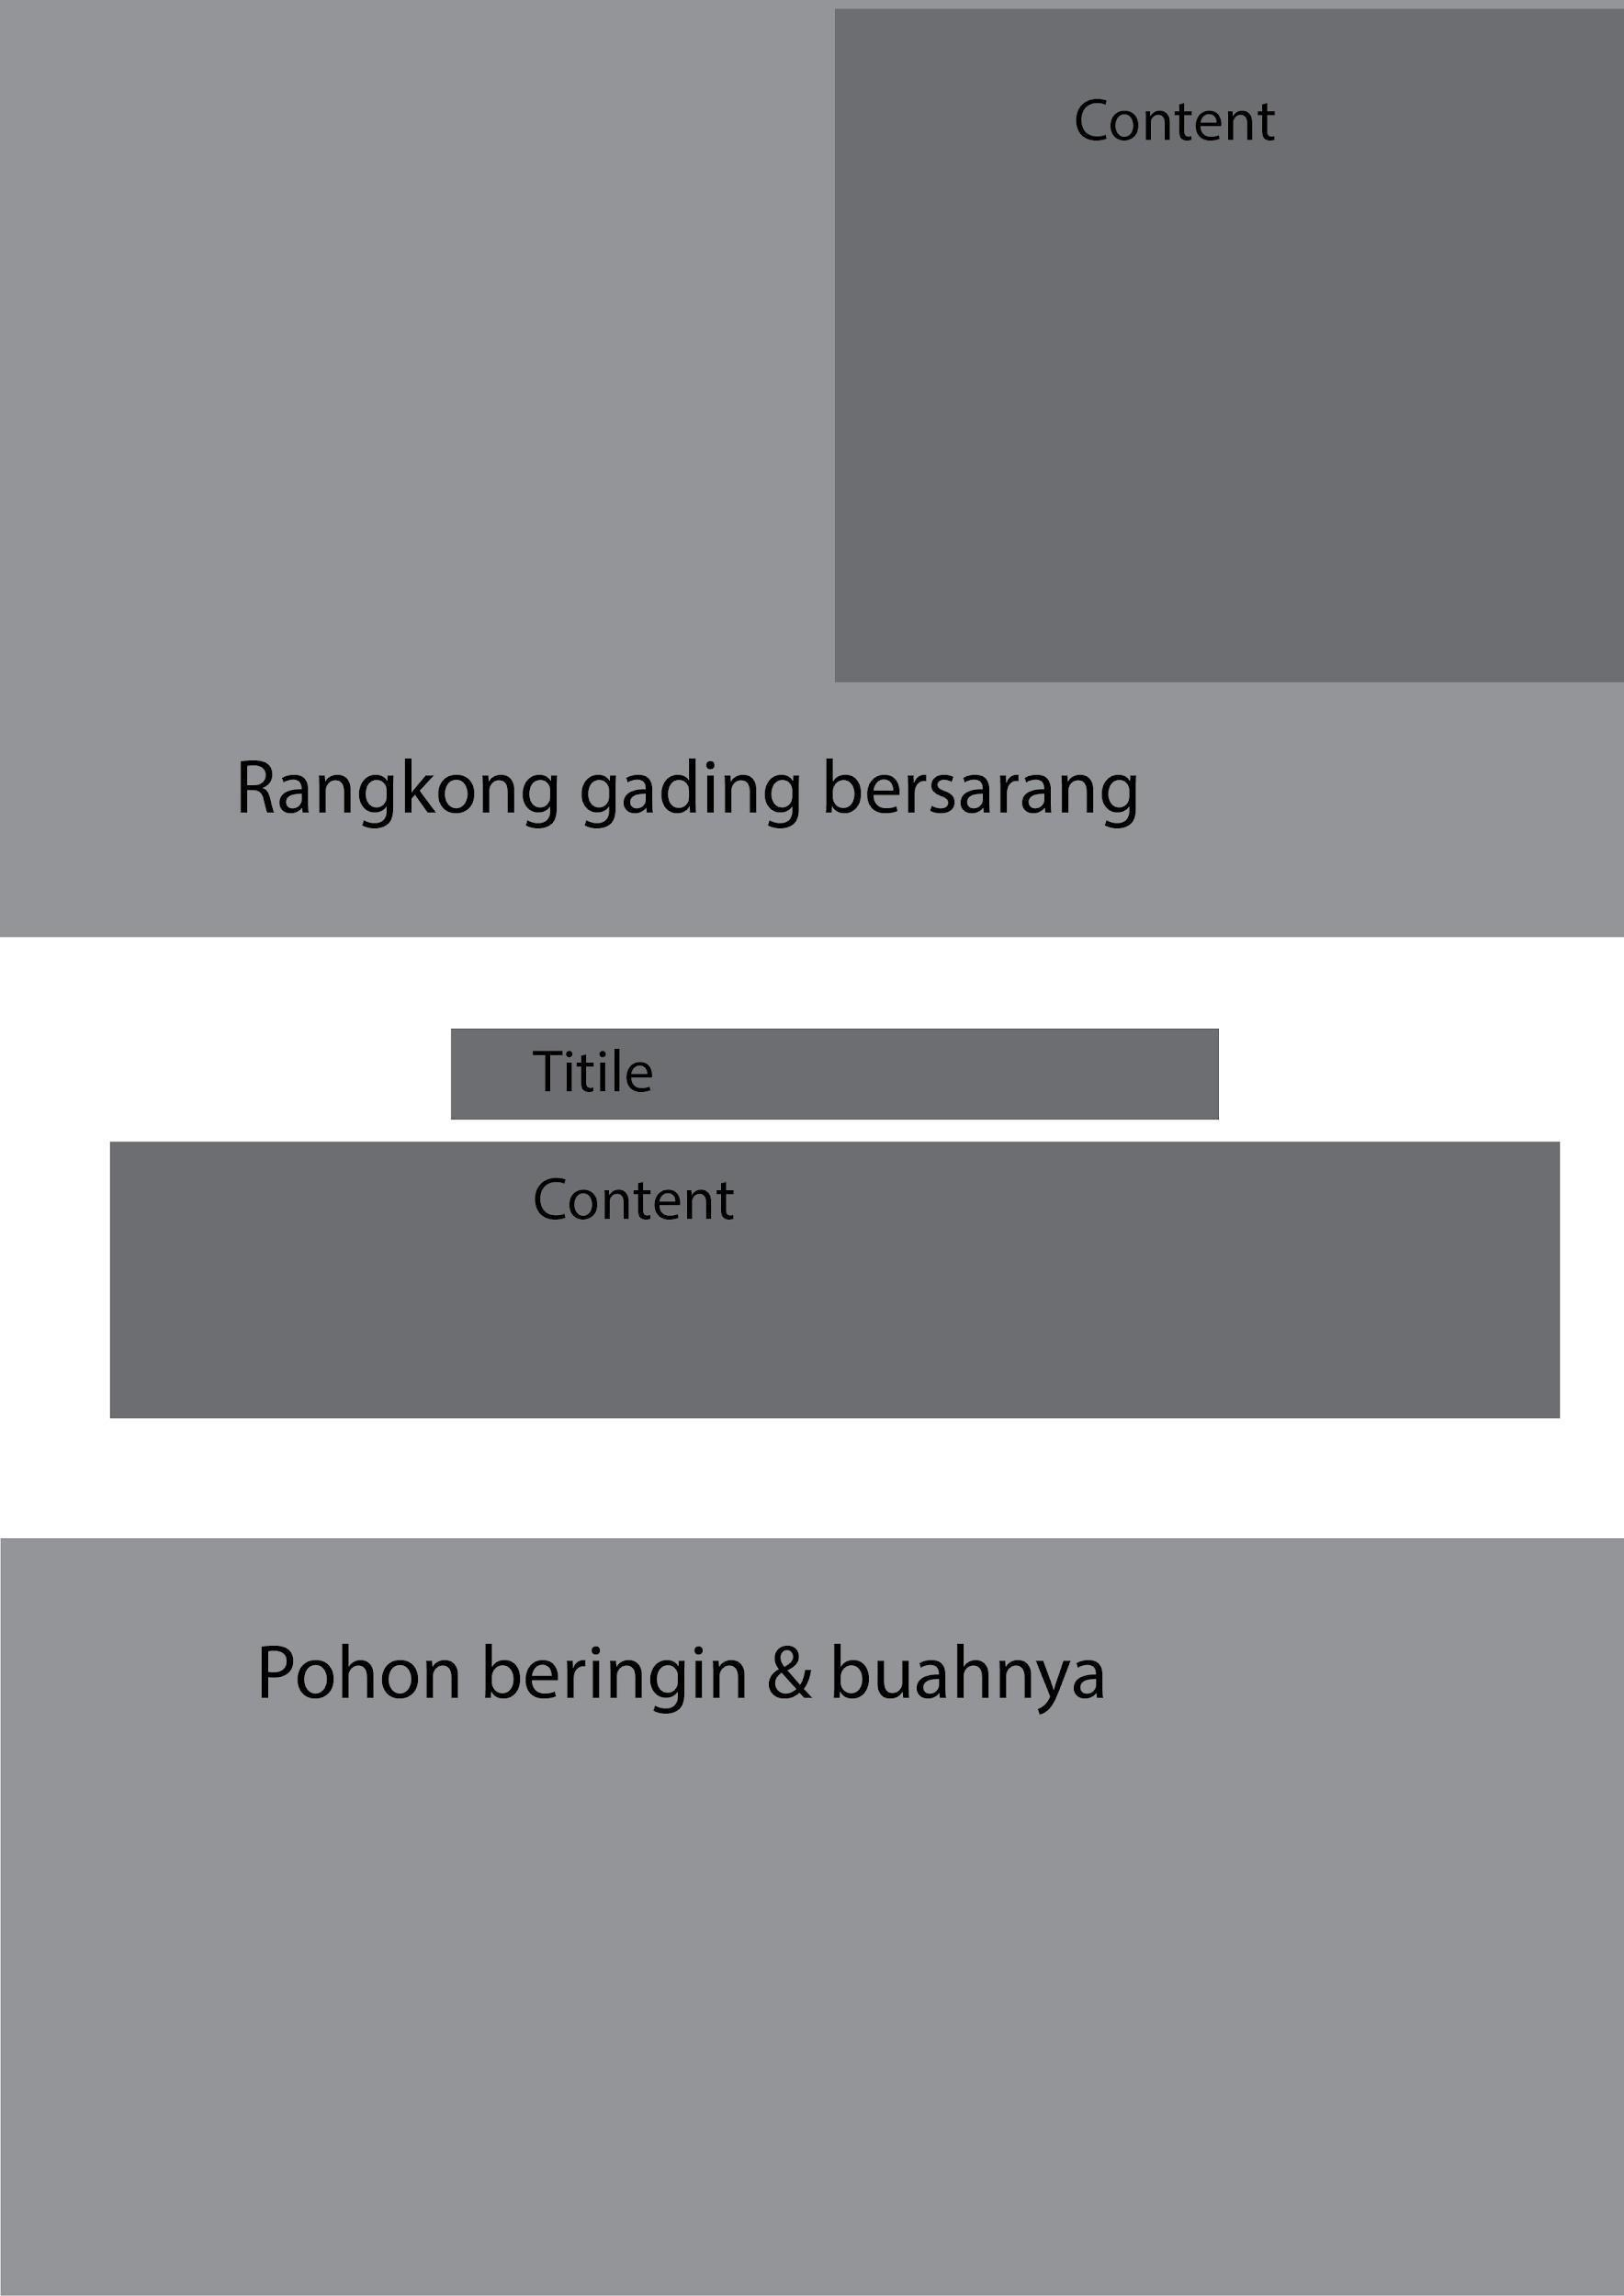 Content
Rangkong gading bersarang
Titile
Content
Pohon beringin & buahnya